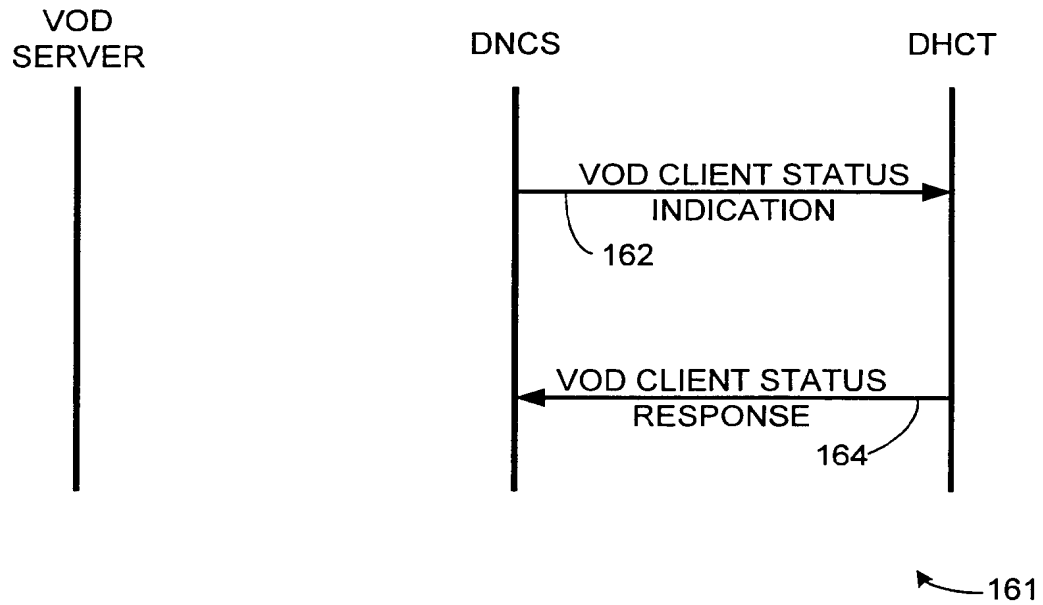 VOD
SERVER
DNCS
DHCT
VOD CLIENT STATUS
INDICATION
162
VOD CLIENT STATUS
RESPONSE
164
161